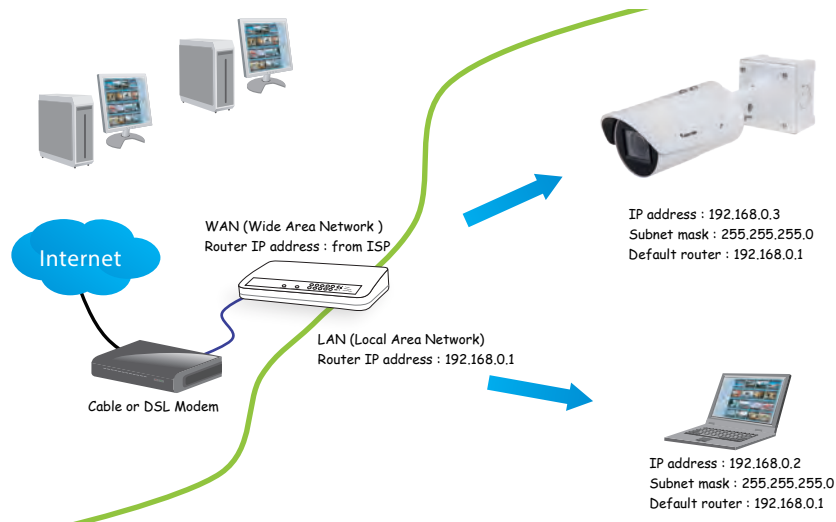 WAN (Wide Area Network )
Router IP address : from ISP
Internet
LAN (Local Area Network)
Router IP address : 192.168.0.1
Cable or DSL Modem
IP address : 192.168.0.3
Subnet mask : 255.255.255.0
Default router : 192.168.0.1
IP address : 192.168.0.2
Subnet mask : 255.255.255.0
Default router : 192.168.0.1